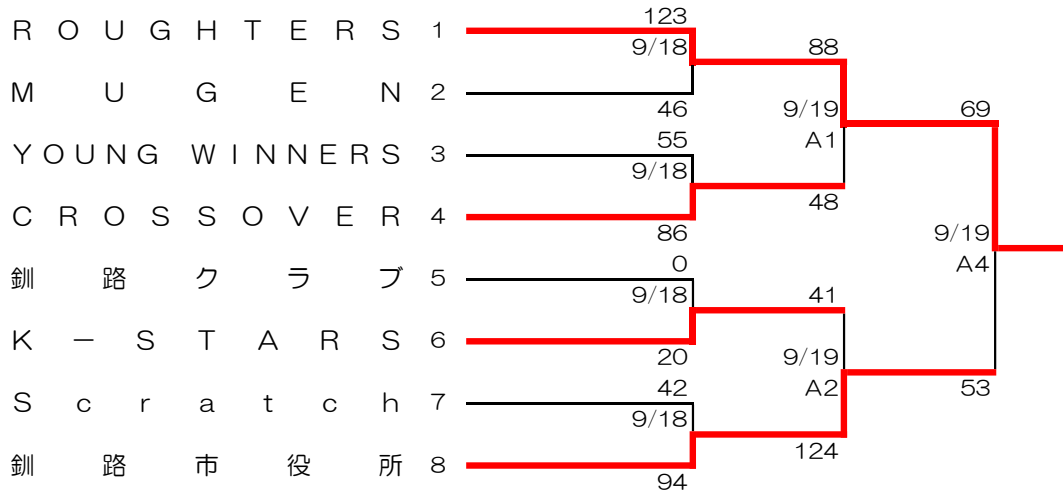 ROUGHTERS 1 123
9/18 88
MUGEN 2
46 9/19 69
55 A1
YOUNG WINNERS 3
9/18
48
CROSSOVER 4
86 9/19
0 A4
釧路クラブ 5
9/18 41
K－STARS 6
20 9/19
42 A2 53
Scratch 7
9/18
124
釧路市役所 8
94